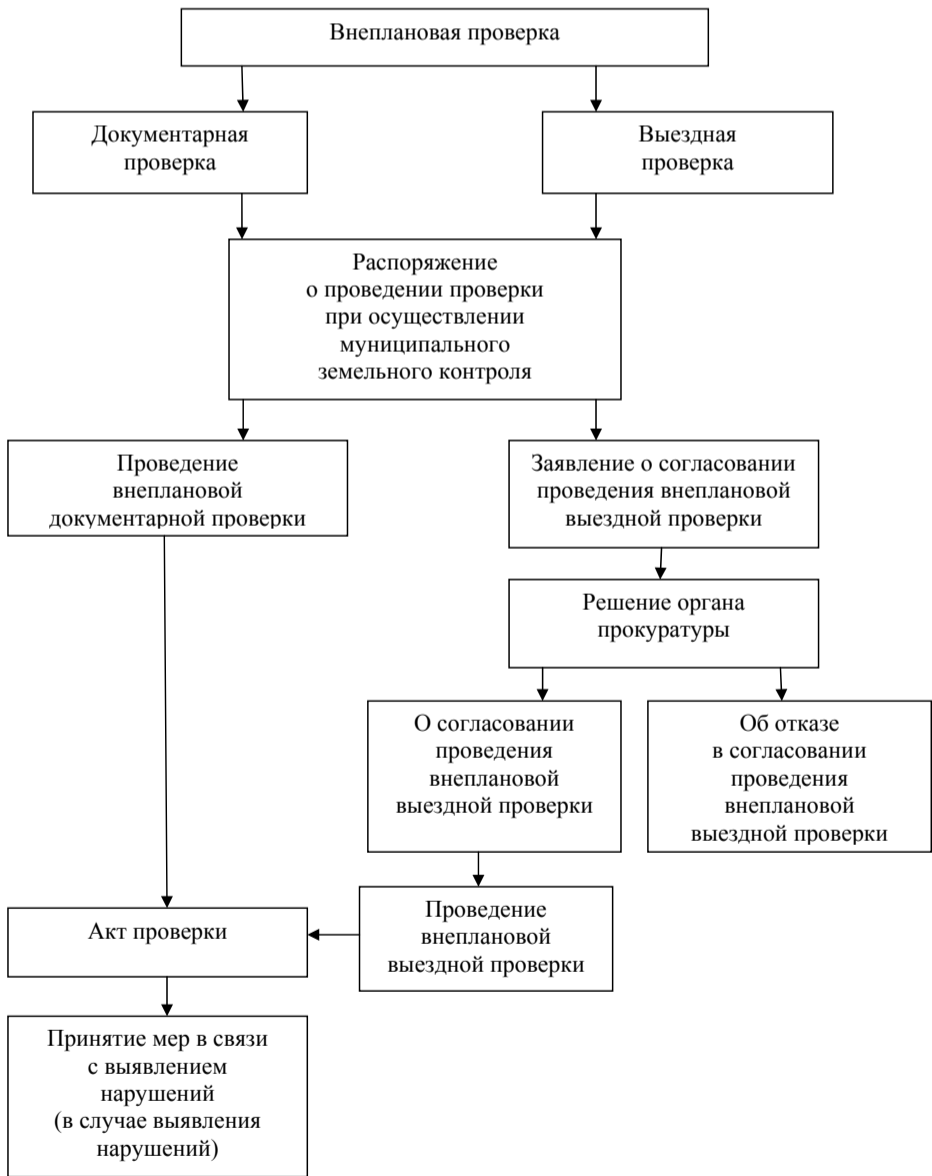 Внеплановая проверка
Документарная
проверка
Выездная
проверка
Распоряжение
о проведении проверки
при осуществлении
муниципального
земельного контроля
Проведение
внеплановой
документарной проверки
Заявление о согласовании
проведения внеплановой
выездной проверки
Решение органа
прокуратуры
О согласовании
проведения
внеплановой
выездной проверки
Об отказе
в согласовании
проведения
внеплановой
выездной проверки
Проведение
внеплановой
выездной проверки
Акт проверки
Принятие мер в связи
с выявлением
нарушений
(в случае выявления
нарушений)